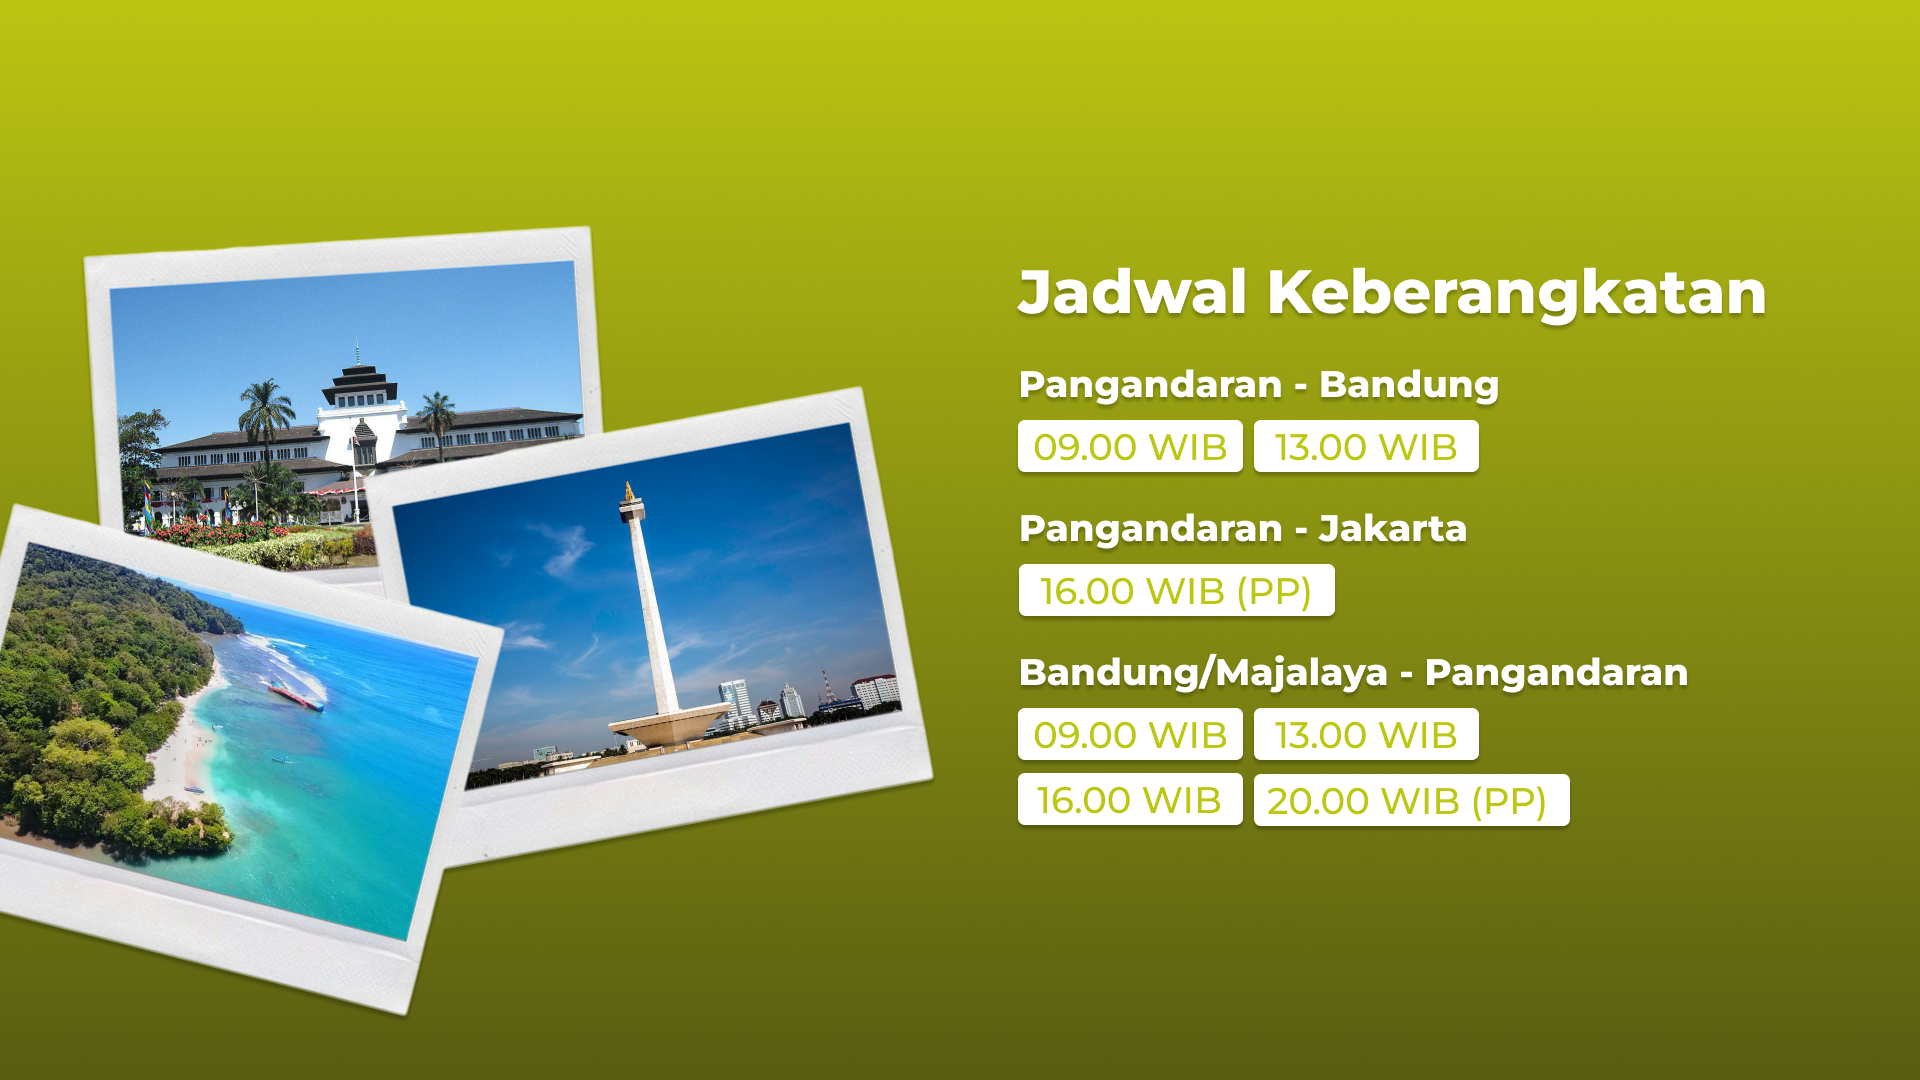 Jadwal Keberangkatan
Pangandaran - Bandung
09.00 WIB 13.00 WIB
Pangandaran - Jakarta
16.00 WIB (PP)
Bandung/Majalaya - Pangandaran
09.00 WIB 13.00 WIB
16.00 WIB 20.00 WIB (PP)